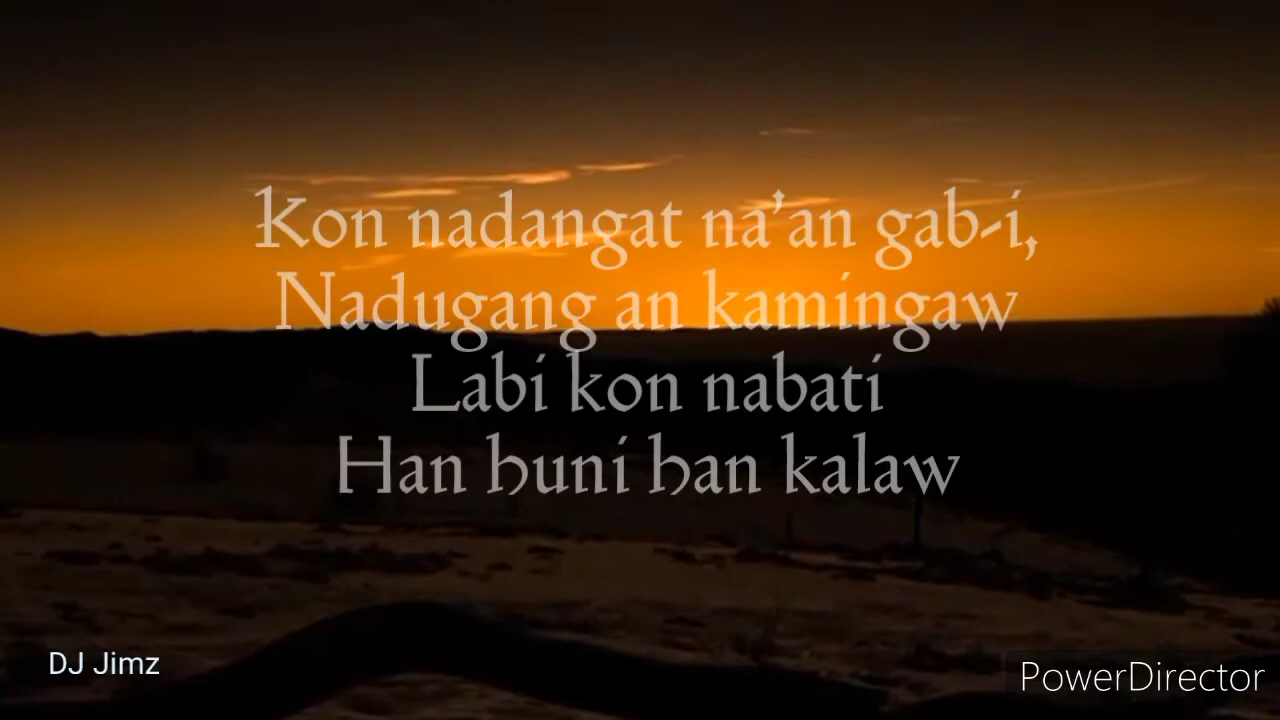 Kon nadangat na'an gab-i,
Nadugang an kamingaw
Labi kon nabati
Han huni han kalaw
DJ Jimz
PowerDirector